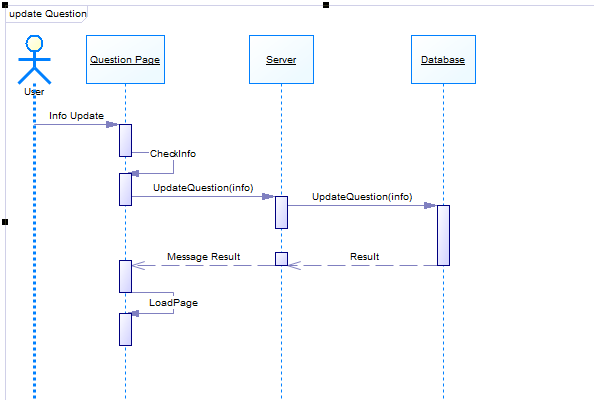 update Question
Question Page
Server
Database
User
Info Update
CheckInfo
UpdateQuestion(info)
UpdateQuestion(info)
Message Result
Result
LoadPage